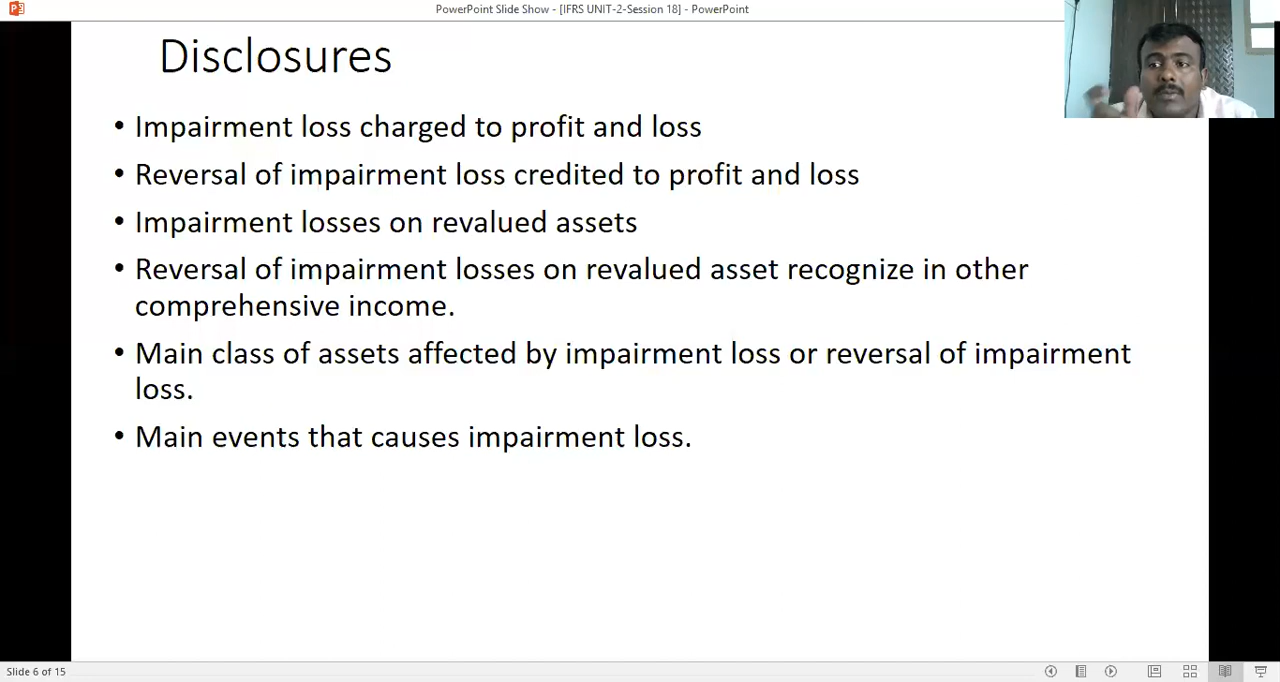 PowerPoint Slide Show - [IFRS UNIT-2-Session 18] - PowerPoint
Disclosures
• Impairment loss charged to profit and loss
• Reversal of impairment loss credited to profit and loss
• Impairment losses on revalued assets
• Reversal of impairment losses on revalued asset recognize in other
comprehensive income.
• Main class of assets affected by impairment loss or reversal of impairment
loss.
• Main events that causes impairment loss.
Slide 6 of 15